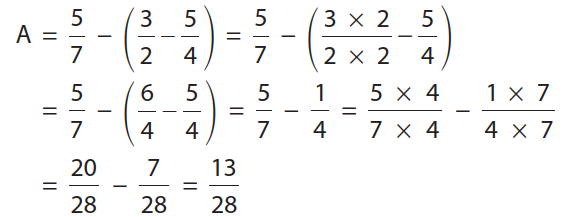 A = 5/7 − (3/2 − 5/4) = 5/7 − ((3 × 2)/(2 × 2) − 5/4)
= 5/7 − (6/4 − 5/4) = 5/7 − 1/4 = (5 × 4)/(7 × 4) − (1 × 7)/(4 × 7)
= 20/28 − 7/28 = 13/28